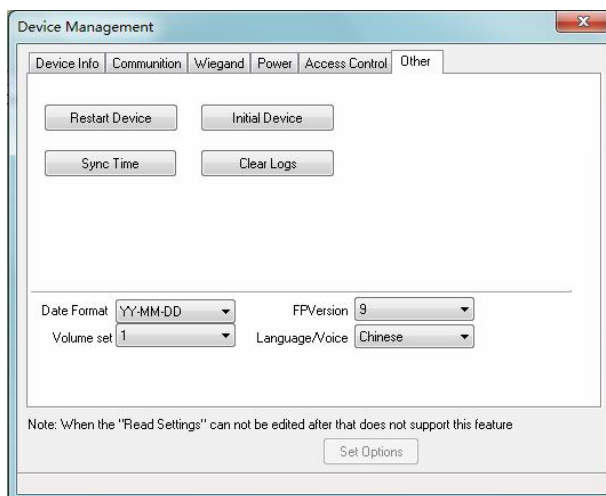 Device Management
Device Info Communition Wiegand Power Access Control Other
Restart Device Initial Device
Sync Time Clear Logs
Date Format YY-MM-DD FPVersion 9
Volume set 1 Language/Voice Chinese
Note: When the "Read Settings" can not be edited after that does not support this feature
Set Options